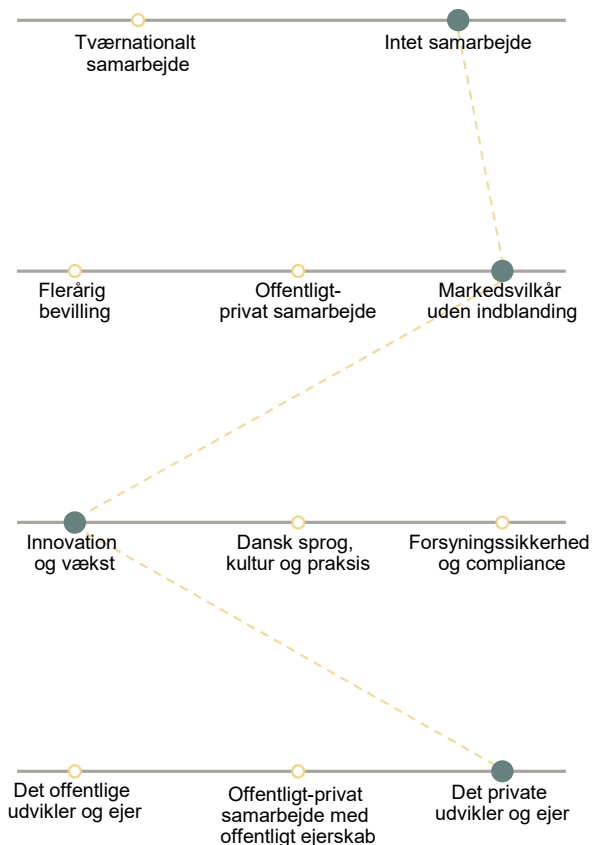 Tværnationalt
samarbejde
Intet samarbejde
Flerårig
bevilling
Offentligt-
privat samarbejde
Markedsvilkår
uden indblanding
Innovation
og vækst
Dansk sprog,
kultur og praksis
Forsyningssikkerhed
og compliance
Det offentlige
udvikler og ejer
Offentligt-privat
samarbejde med
offentligt ejerskab
Det private
udvikler og ejer